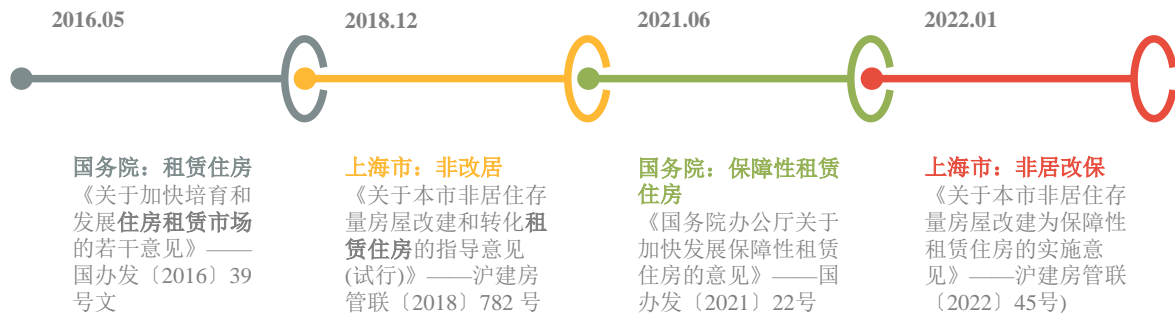 2016.05
国务院：租赁住房
《关于加快培育和
发展住房租赁市场
的若干意见》——
国办发〔2016〕39
号文
2018.12
上海市：非改居
《关于本市非居住存
量房屋改建和转化租
赁住房的指导意见
(试行)》——沪建房
管联〔2018〕782 号
2021.06
国务院：保障性租赁
住房
《国务院办公厅关于
加快发展保障性租赁
住房的意见》——国
办发〔2021〕22号
2022.01
上海市：非居改保
《关于本市非居住存
量房屋改建为保障性
租赁住房的实施意
见》——沪建房管联
〔2022〕45号)